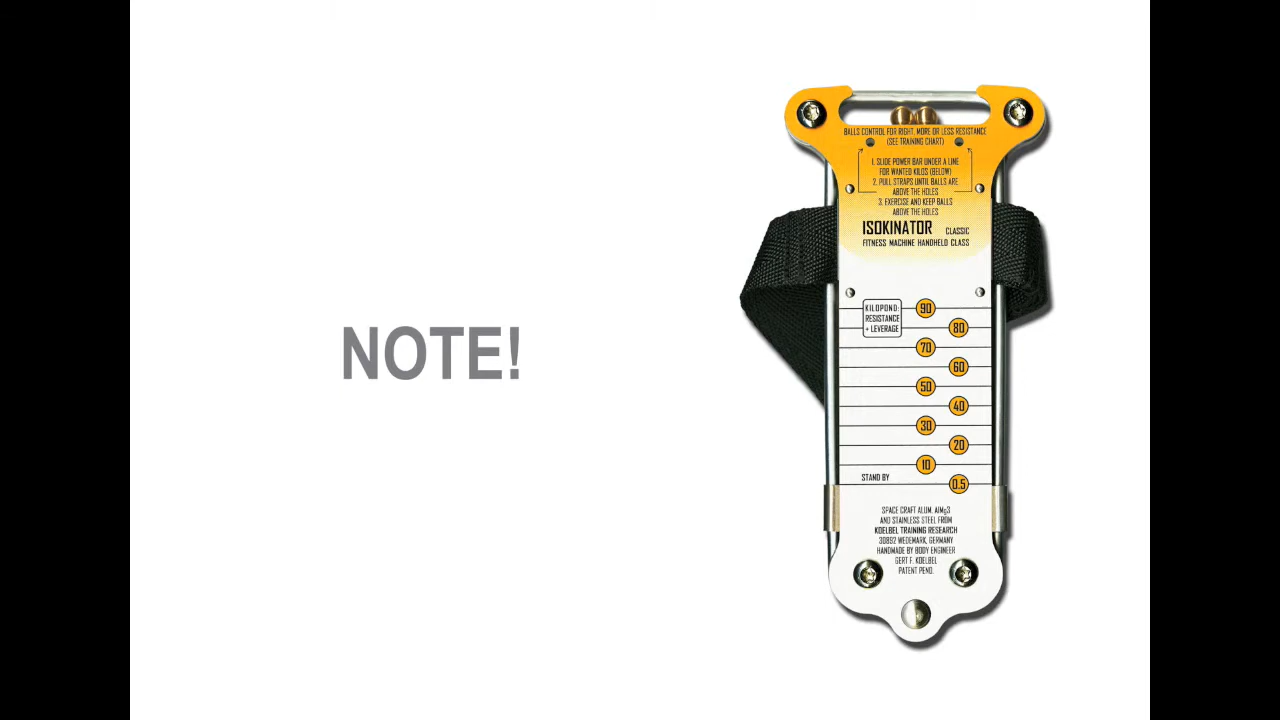 NOTE!
BALLS CONTROL FOR RIGHT, MORE OR LESS RESISTANCE
(SEE TRAINING CHART)
1. SLIDE POWER BAR UNDER A LINE
FOR WANTED KILOS (BELOW)
2. PULL STRAPS UNTIL BALLS ARE
ABOVE THE HOLES
3. EXERCISE AND KEEP BALLS
ABOVE THE HOLES
ISOKINATOR CLASSIC
FITNESS MACHINE HANDHELD CLASS
KILOPOND:
RESISTANCE
+ LEVERAGE
90
80
70
60
50
40
30
20
10
STAND BY
0.5
SPACE CRAFT ALUM. AlMg3
AND STAINLESS STEEL FROM
KOELBEL TRAINING RESEARCH
30892 WEDEMARK, GERMANY
HANDMADE BY BODY ENGINEER
GERT F. KOELBEL
PATENT PEND.